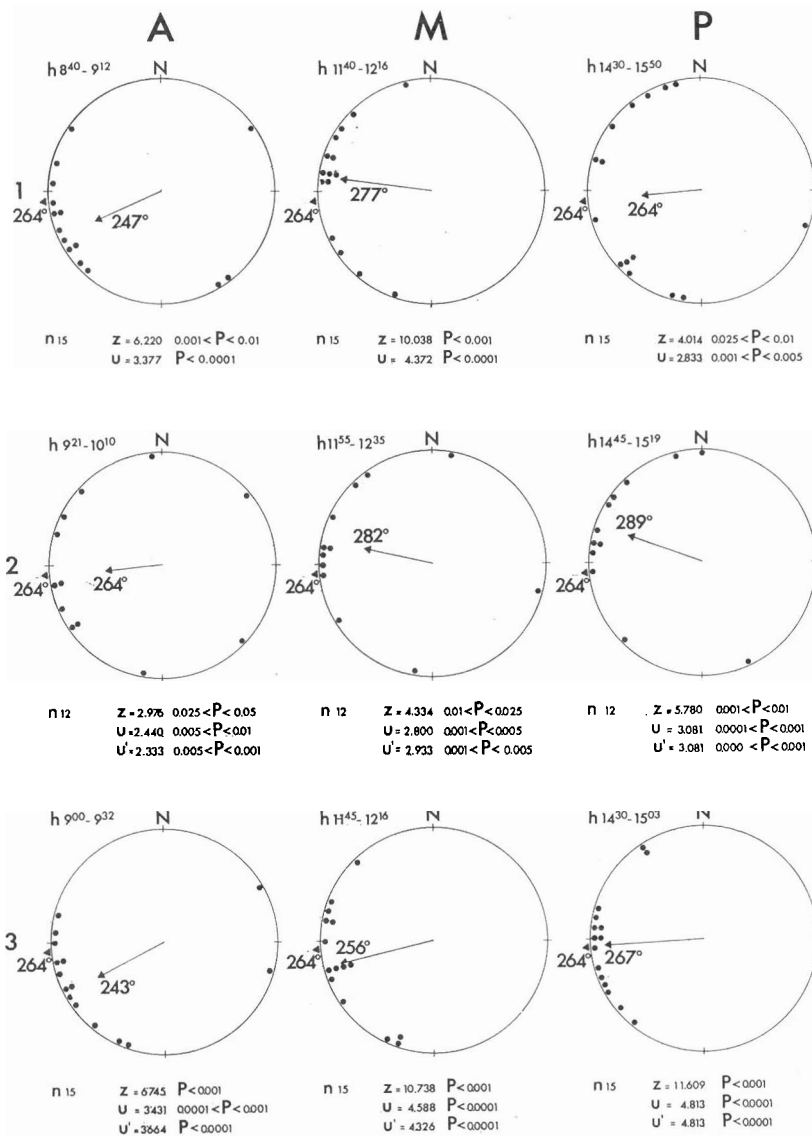 A M P
h 8⁴⁰-9¹² N h 11⁴⁰-12¹⁶ N h 14³⁰-15⁵⁰ N
1 264° 247° 264° 277° 264° 264°
n 15 Z = 6.220 0.001 < P < 0.01 n 15 Z = 10.038 P < 0.001 n 15 Z = 4.014 0.025 < P < 0.01
U = 3.377 P < 0.0001 U = 4.372 P < 0.0001 U = 2.833 0.001 < P < 0.005
h 9²¹-10¹⁰ N h 11⁵⁵-12³⁵ N h 14⁴⁵-15¹⁹ N
2 264° 264° 264° 282° 264° 289°
n 12 Z = 2.976 0.025 < P < 0.05 n 12 Z = 4.334 0.01 < P < 0.025 n 12 Z = 5.780 0.001 < P < 0.01
U = 2.440 0.005 < P < 0.01 U = 2.800 0.001 < P < 0.005 U = 3.081 0.0001 < P < 0.001
U' = 2.333 0.005 < P < 0.001 U' = 2.933 0.001 < P < 0.005 U' = 3.081 0.000 < P < 0.001
h 9⁰⁰-9³² N h 11⁴⁵-12¹⁶ N h 14³⁰-15⁰³ N
3 264° 243° 264° 256° 264° 267°
n 15 Z = 6745 P < 0.001 n 15 Z = 10.738 P < 0.001 n 15 Z = 11.609 P < 0.001
U = 3.431 0.0001 < P < 0.001 U = 4.588 P < 0.0001 U = 4.813 P < 0.0001
U' = 3.664 P < 0.0001 U' = 4.326 P < 0.0001 U' = 4.813 P < 0.0001